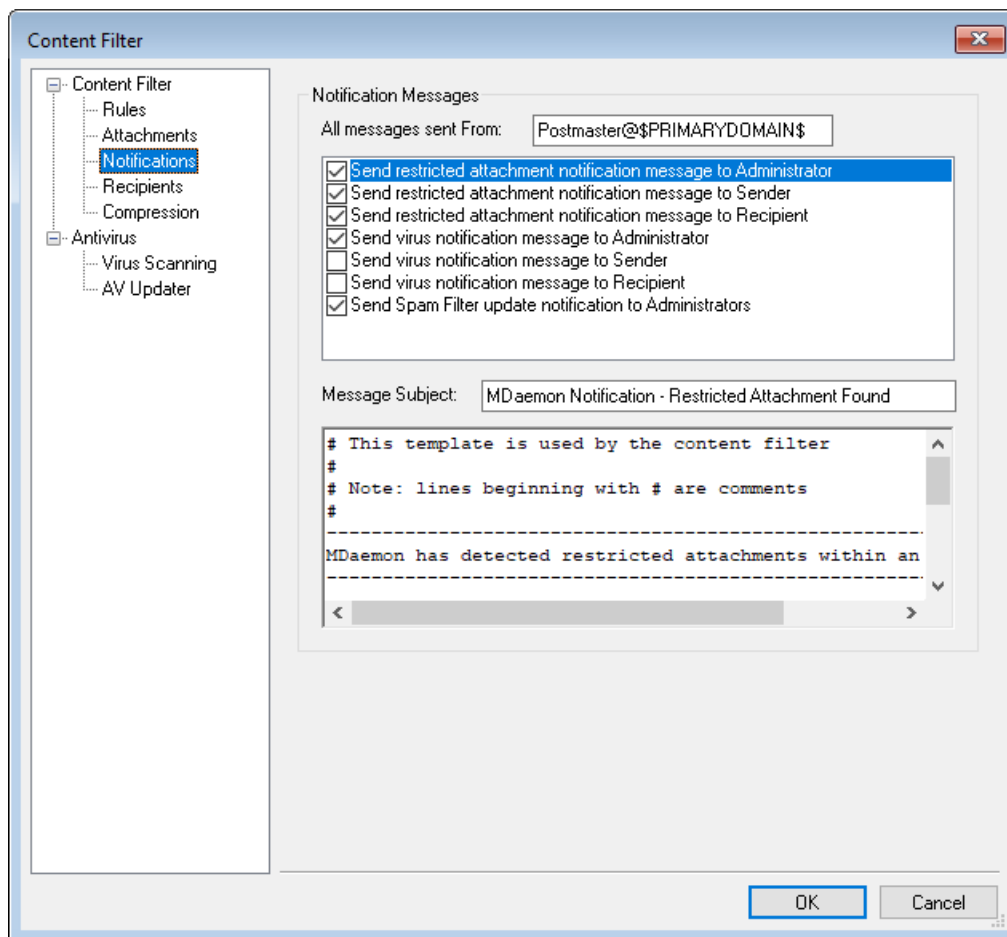 Content Filter
Content Filter
Rules
Attachments
Notifications
Recipients
Compression
Antivirus
Virus Scanning
AV Updater
Notification Messages
All messages sent From: Postmaster@$PRIMARYDOMAIN$
Send restricted attachment notification message to Administrator
Send restricted attachment notification message to Sender
Send restricted attachment notification message to Recipient
Send virus notification message to Administrator
Send virus notification message to Sender
Send virus notification message to Recipient
Send Spam Filter update notification to Administrators
Message Subject: MDaemon Notification - Restricted Attachment Found
# This template is used by the content filter
#
# Note: lines beginning with # are comments
#
------------------------------------------------------
MDaemon has detected restricted attachments within an
------------------------------------------------------
OK Cancel